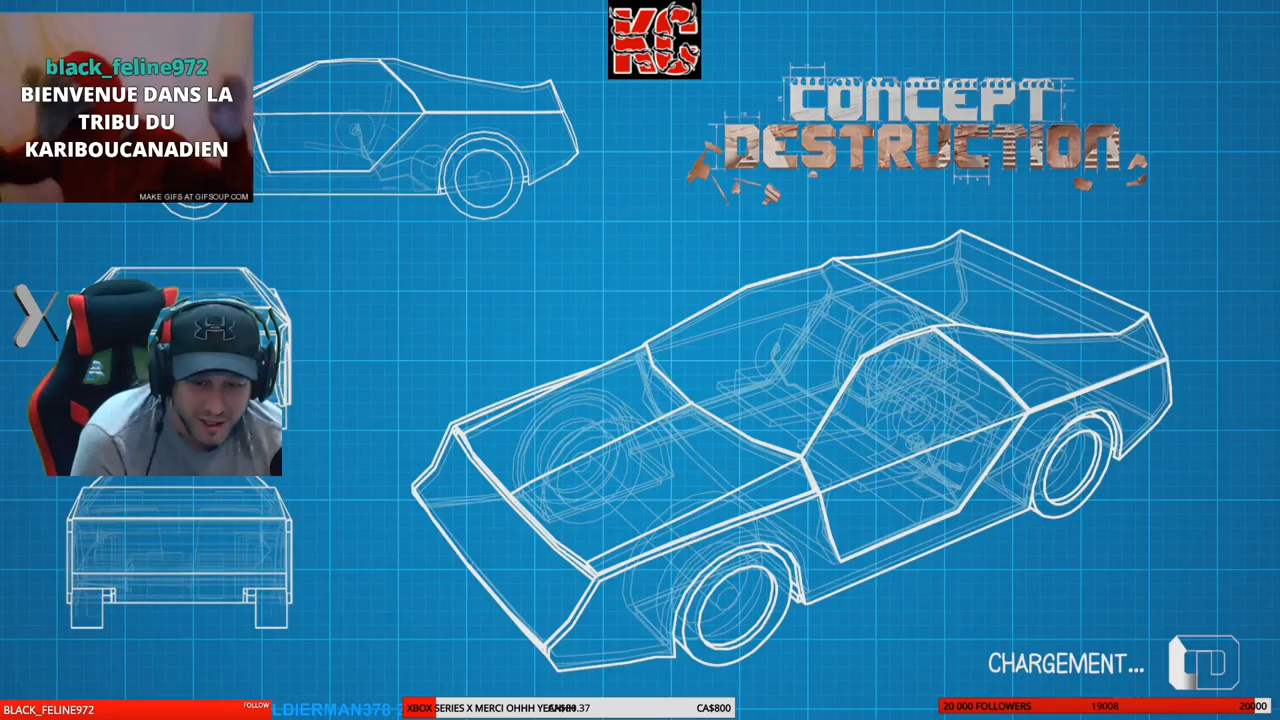 black_feline972
BIENVENUE DANS LA
TRIBU DU
KARIBOUCANADIEN
MAKE GIFS AT GIFSOUP.COM
KC
CONCEPT
DESTRUCTION
CHARGEMENT...
BLACK_FELINE972
FOLLOW
LDIERMAN378
XBOX SERIES X MERCI OHHH
CA$800
20 000 FOLLOWERS
19008
20000